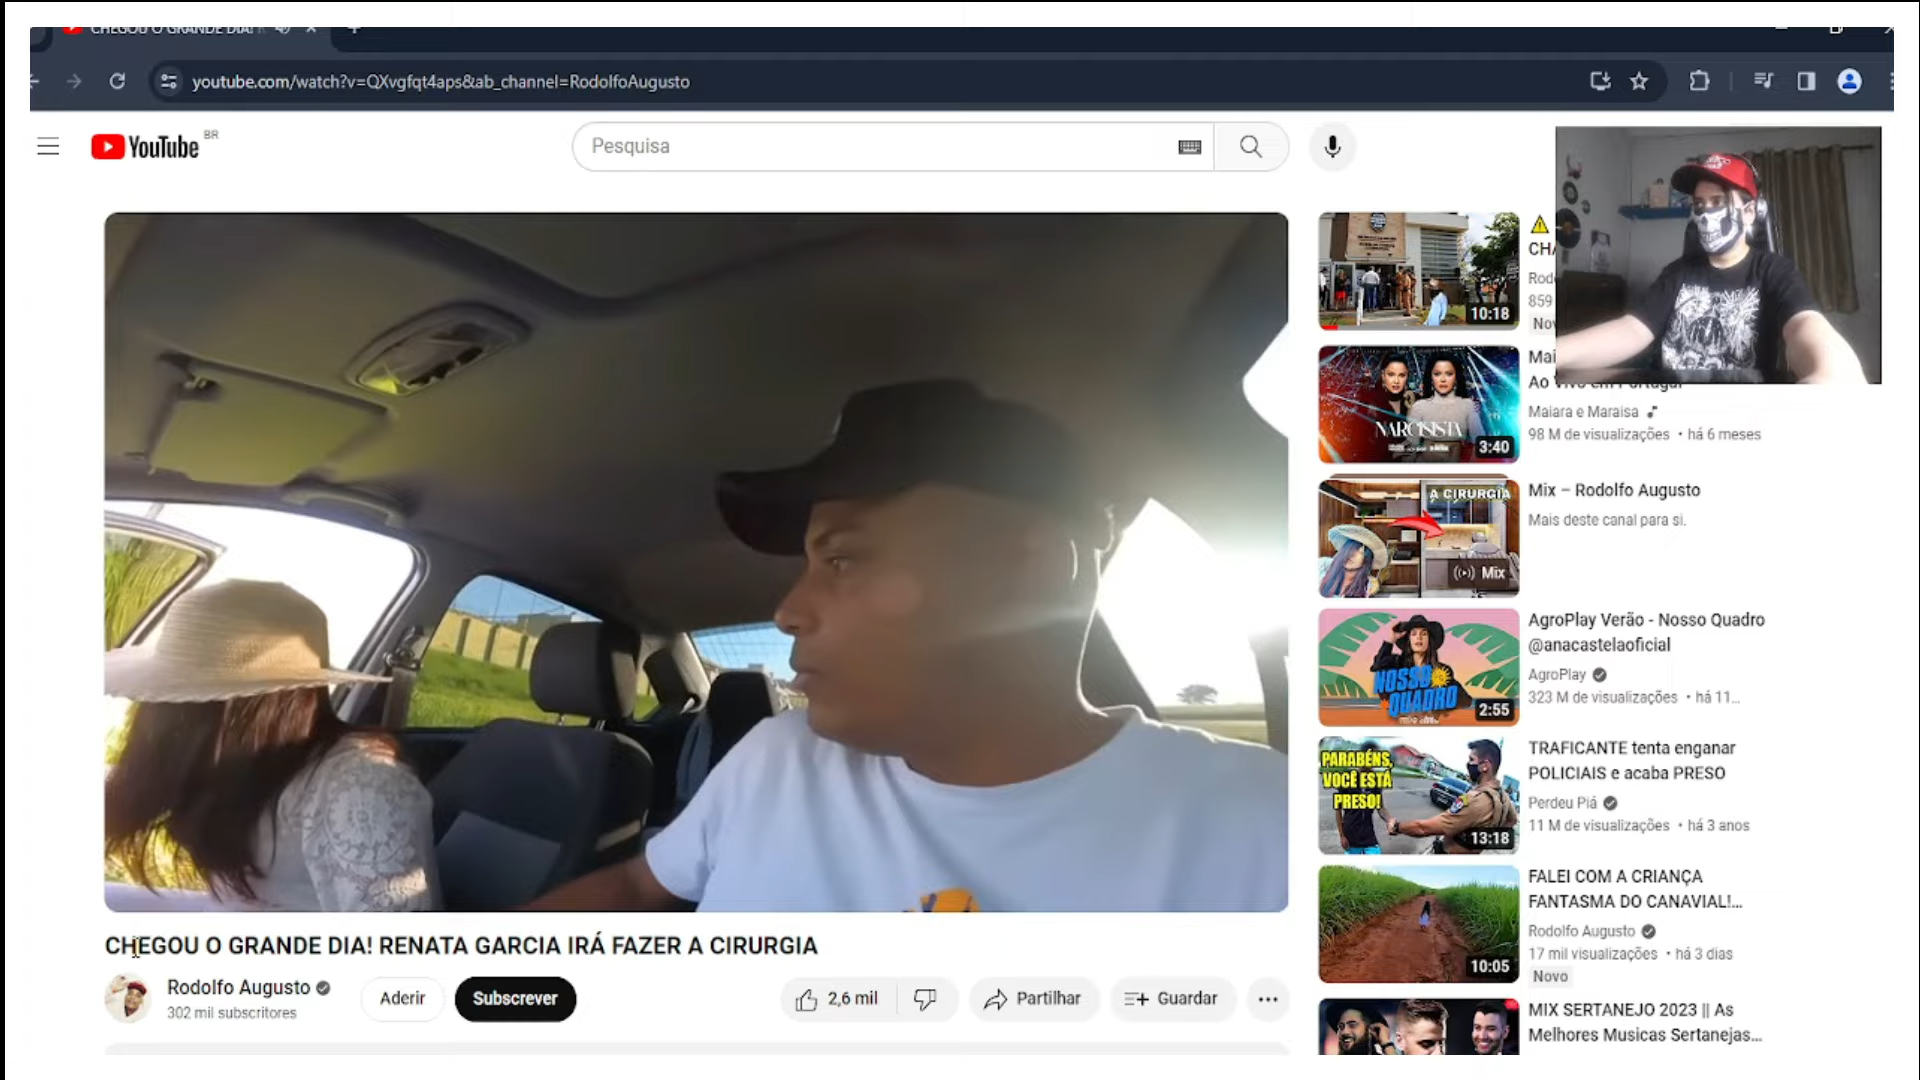 CHEGOU O GRANDE DIA!
youtube.com/watch?v=QXvgfqt4aps&ab_channel=RodolfoAugusto
YouTube BR
Pesquisa
10:18
859
Maiara e Maraisa
98 M de visualizações • há 6 meses
NARCISISTA
3:40
A CIRURGIA
Mix
Mix – Rodolfo Augusto
Mais deste canal para si.
NOSSO QUADRO
2:55
AgroPlay Verão - Nosso Quadro
@anacastelaoficial
AgroPlay
323 M de visualizações • há 11...
PARABÉNS,
VOCÊ ESTÁ
PRESO!
13:18
TRAFICANTE tenta enganar
POLICIAIS e acaba PRESO
Perdeu Piá
11 M de visualizações • há 3 anos
10:05
FALEI COM A CRIANÇA
FANTASMA DO CANAVIAL!...
Rodolfo Augusto
17 mil visualizações • há 3 dias
Novo
MIX SERTANEJO 2023 || As
Melhores Musicas Sertanejas...
CHEGOU O GRANDE DIA! RENATA GARCIA IRÁ FAZER A CIRURGIA
Rodolfo Augusto
302 mil subscritores
Aderir
Subscrever
2,6 mil
Partilhar
Guardar